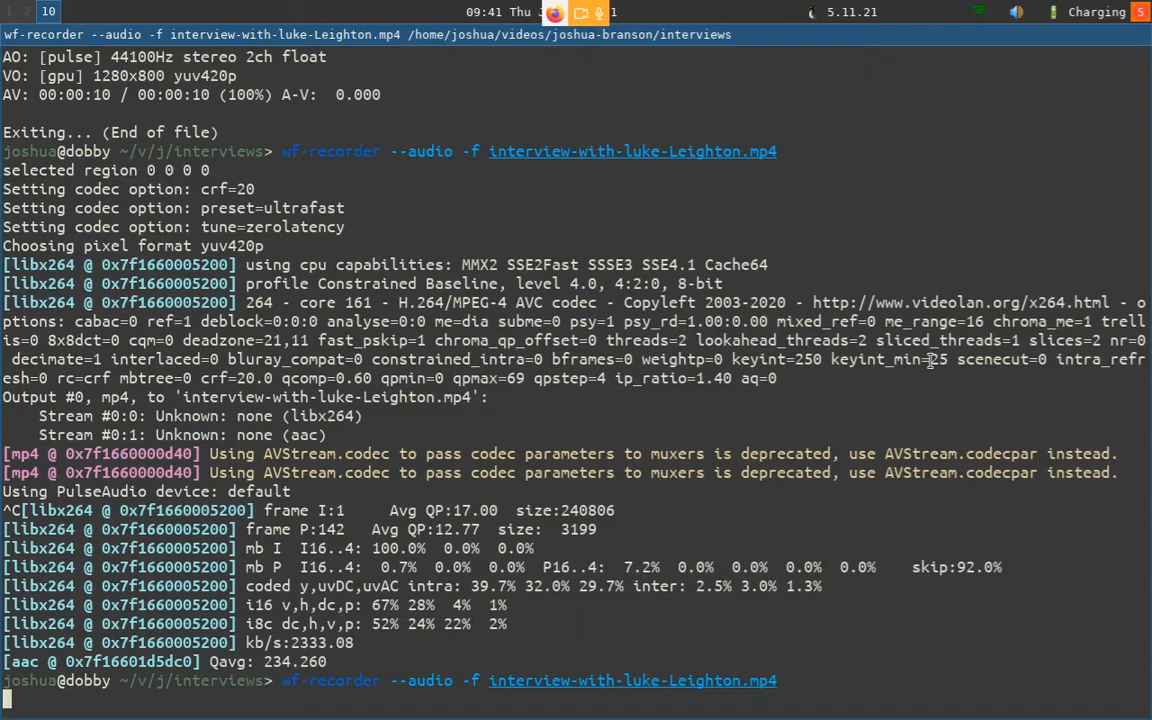 1 2 10 09:41 Thu 1 5.11.21 Charging 5
wf-recorder --audio -f interview-with-luke-Leighton.mp4 /home/joshua/videos/joshua-branson/interviews
AO: [pulse] 44100Hz stereo 2ch float
VO: [gpu] 1280x800 yuv420p
AV: 00:00:10 / 00:00:10 (100%) A-V:  0.000
Exiting... (End of file)
joshua@dobby ~/v/j/interviews> wf-recorder --audio -f interview-with-luke-Leighton.mp4
selected region 0 0 0 0
Setting codec option: crf=20
Setting codec option: preset=ultrafast
Setting codec option: tune=zerolatency
Choosing pixel format yuv420p
[libx264 @ 0x7f1660005200] using cpu capabilities: MMX2 SSE2Fast SSSE3 SSE4.1 Cache64
[libx264 @ 0x7f1660005200] profile Constrained Baseline, level 4.0, 4:2:0, 8-bit
[libx264 @ 0x7f1660005200] 264 - core 161 - H.264/MPEG-4 AVC codec - Copyleft 2003-2020 - http://www.videolan.org/x264.html - o
ptions: cabac=0 ref=1 deblock=0:0:0 analyse=0:0 me=dia subme=0 psy=1 psy_rd=1.00:0.00 mixed_ref=0 me_range=16 chroma_me=1 trell
is=0 8x8dct=0 cqm=0 deadzone=21,11 fast_pskip=1 chroma_qp_offset=0 threads=2 lookahead_threads=2 sliced_threads=1 slices=2 nr=0
decimate=1 interlaced=0 bluray_compat=0 constrained_intra=0 bframes=0 weightp=0 keyint=250 keyint_min=25 scenecut=0 intra_refr
esh=0 rc=crf mbtree=0 crf=20.0 qcomp=0.60 qpmin=0 qpmax=69 qpstep=4 ip_ratio=1.40 aq=0
Output #0, mp4, to 'interview-with-luke-Leighton.mp4':
Stream #0:0: Unknown: none (libx264)
Stream #0:1: Unknown: none (aac)
[mp4 @ 0x7f1660000d40] Using AVStream.codec to pass codec parameters to muxers is deprecated, use AVStream.codecpar instead.
[mp4 @ 0x7f1660000d40] Using AVStream.codec to pass codec parameters to muxers is deprecated, use AVStream.codecpar instead.
Using PulseAudio device: default
^C[libx264 @ 0x7f1660005200] frame I:1     Avg QP:17.00  size:240806
[libx264 @ 0x7f1660005200] frame P:142   Avg QP:12.77  size:  3199
[libx264 @ 0x7f1660005200] mb I  I16..4: 100.0%  0.0%  0.0%
[libx264 @ 0x7f1660005200] mb P  I16..4:  0.7%  0.0%  0.0%  P16..4:  7.2%  0.0%  0.0%  0.0%  0.0%    skip:92.0%
[libx264 @ 0x7f1660005200] coded y,uvDC,uvAC intra: 39.7% 32.0% 29.7% inter: 2.5% 3.0% 1.3%
[libx264 @ 0x7f1660005200] i16 v,h,dc,p: 67% 28%  4%  1%
[libx264 @ 0x7f1660005200] i8c dc,h,v,p: 52% 24% 22%  2%
[libx264 @ 0x7f1660005200] kb/s:2333.08
[aac @ 0x7f16601d5dc0] Qavg: 234.260
joshua@dobby ~/v/j/interviews> wf-recorder --audio -f interview-with-luke-Leighton.mp4